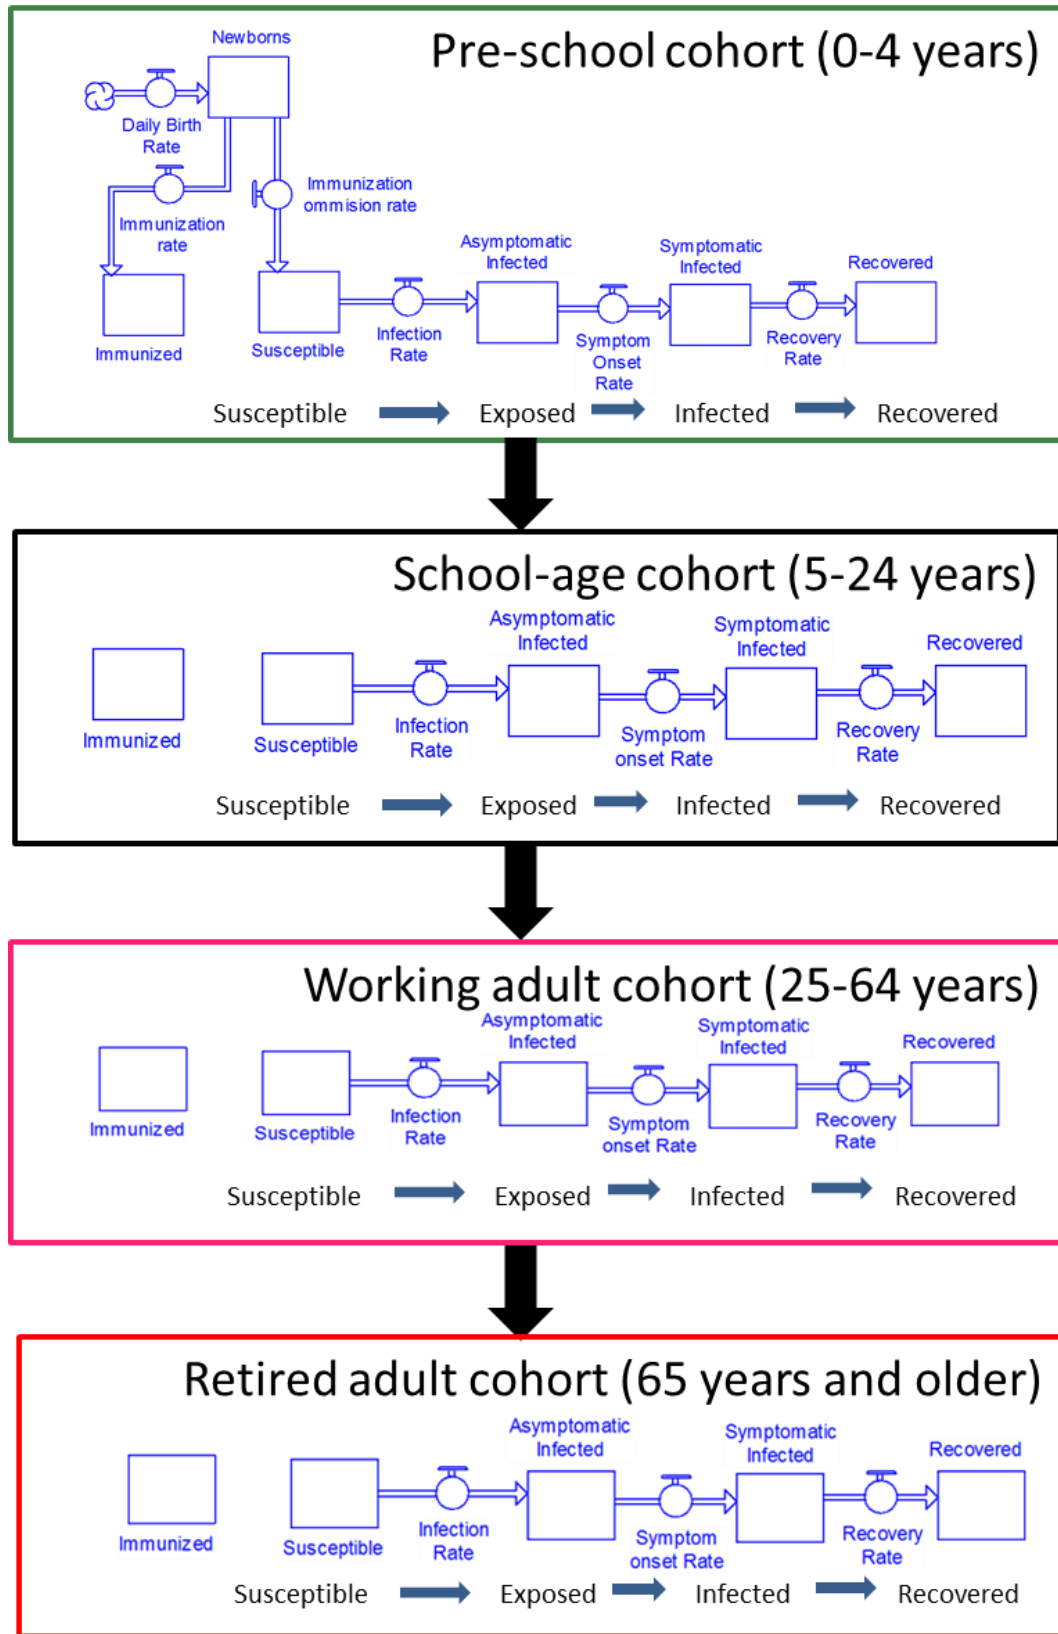 Pre-school cohort (0-4 years)
Newborns
Daily Birth
Rate
Immunization
rate
Immunization
ommision rate
Immunized
Susceptible
Infection
Rate
Asymptomatic
Infected
Symptom
Onset
Rate
Symptomatic
Infected
Recovery
Rate
Recovered
Susceptible Exposed Infected Recovered
School-age cohort (5-24 years)
Immunized
Susceptible
Infection
Rate
Asymptomatic
Infected
Symptom
onset Rate
Symptomatic
Infected
Recovery
Rate
Recovered
Susceptible Exposed Infected Recovered
Working adult cohort (25-64 years)
Immunized
Susceptible
Infection
Rate
Asymptomatic
Infected
Symptom
onset Rate
Symptomatic
Infected
Recovery
Rate
Recovered
Susceptible Exposed Infected Recovered
Retired adult cohort (65 years and older)
Immunized
Susceptible
Infection
Rate
Asymptomatic
Infected
Symptom
onset Rate
Symptomatic
Infected
Recovery
Rate
Recovered
Susceptible Exposed Infected Recovered